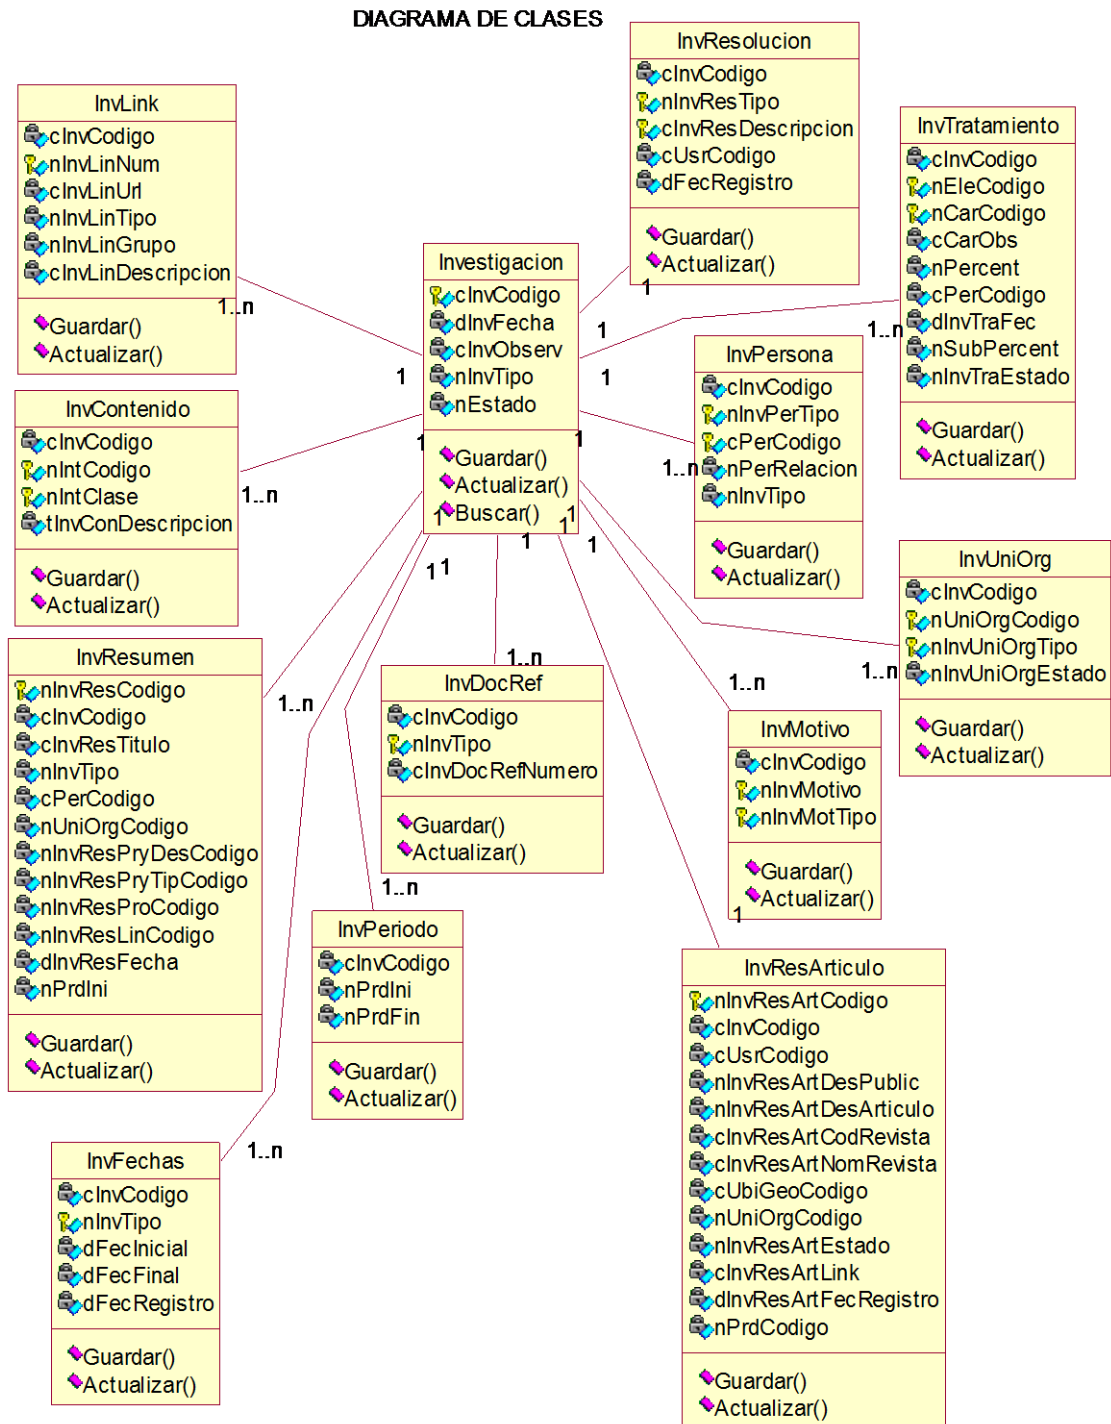 DIAGRAMA DE CLASES
InvResolucion
cInvCodigo
nInvResTipo
cInvResDescripcion
cUsrCodigo
dFecRegistro
Guardar()
Actualizar()
1
InvLink
cInvCodigo
nInvLinNum
cInvLinUrl
nInvLinTipo
nInvLinGrupo
cInvLinDescripcion
Guardar()
Actualizar()
1..n
1
InvTratamiento
cInvCodigo
nEleCodigo
nCarCodigo
cCarObs
nPercent
cPerCodigo
dInvTraFec
nSubPercent
nInvTraEstado
Guardar()
Actualizar()
1..n
1
Investigacion
cInvCodigo
dInvFecha
cInvObserv
nInvTipo
nEstado
Guardar()
Actualizar()
Buscar()
1
InvPersona
cInvCodigo
nInvPerTipo
cPerCodigo
nPerRelacion
nInvTipo
Guardar()
Actualizar()
1..n
1
InvContenido
cInvCodigo
nIntCodigo
nIntClase
tInvConDescripcion
Guardar()
Actualizar()
1..n
1
1
1
1
1
1
1
1
InvUniOrg
cInvCodigo
nUniOrgCodigo
nInvUniOrgTipo
nInvUniOrgEstado
Guardar()
Actualizar()
1..n
InvResumen
nInvResCodigo
cInvCodigo
cInvResTitulo
nInvTipo
cPerCodigo
nUniOrgCodigo
nInvResPryDesCodigo
nInvResPryTipCodigo
nInvResProCodigo
nInvResLinCodigo
dInvResFecha
nPrdIni
Guardar()
Actualizar()
1..n
1..n
InvDocRef
cInvCodigo
nInvTipo
cInvDocRefNumero
Guardar()
Actualizar()
1..n
InvMotivo
cInvCodigo
nInvMotivo
nInvMotTipo
Guardar()
Actualizar()
1..n
InvPeriodo
cInvCodigo
nPrdIni
nPrdFin
Guardar()
Actualizar()
1
InvResArticulo
nInvResArtCodigo
cInvCodigo
cUsrCodigo
nInvResArtDesPublic
nInvResArtDesArticulo
cInvResArtCodRevista
cInvResArtNomRevista
cUbiGeoCodigo
nUniOrgCodigo
nInvResArtEstado
cInvResArtLink
dInvResArtFecRegistro
nPrdCodigo
Guardar()
Actualizar()
1..n
InvFechas
cInvCodigo
nInvTipo
dFecInicial
dFecFinal
dFecRegistro
Guardar()
Actualizar()